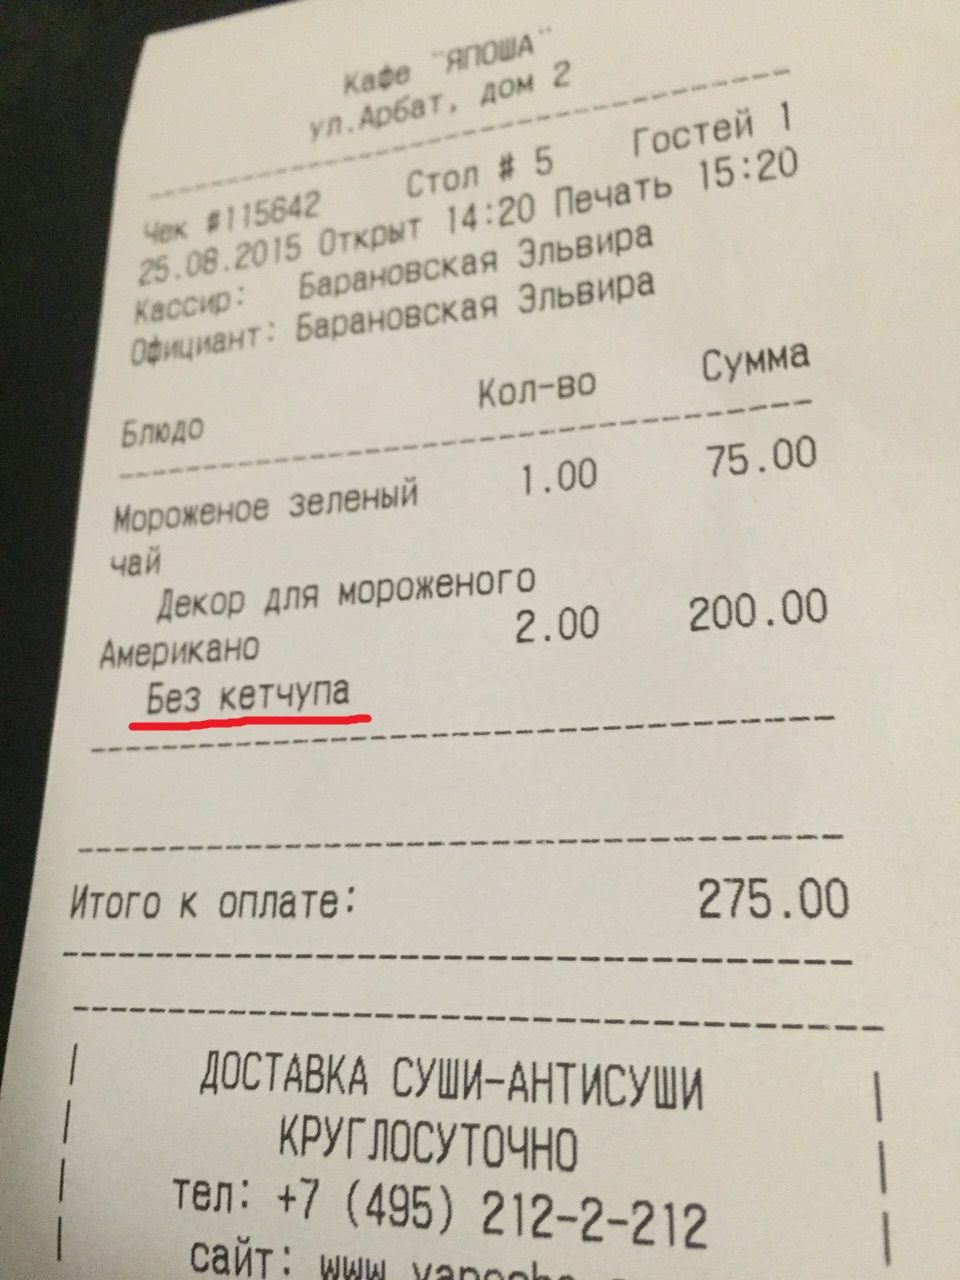 Кафе "ЯПОША"
ул.Арбат, дом 2
Чек #115642 Стол # 5 Гостей 1
25.08.2015 Открыт 14:20 Печать 15:20
Кассир: Барановская Эльвира
Официант: Барановская Эльвира
Блюдо Кол-во Сумма
Мороженое зеленый 1.00 75.00
чай
Декор для мороженого
Американо 2.00 200.00
Без кетчупа
Итого к оплате: 275.00
ДОСТАВКА СУШИ-АНТИСУШИ
КРУГЛОСУТОЧНО
тел: +7 (495) 212-2-212
сайт: www